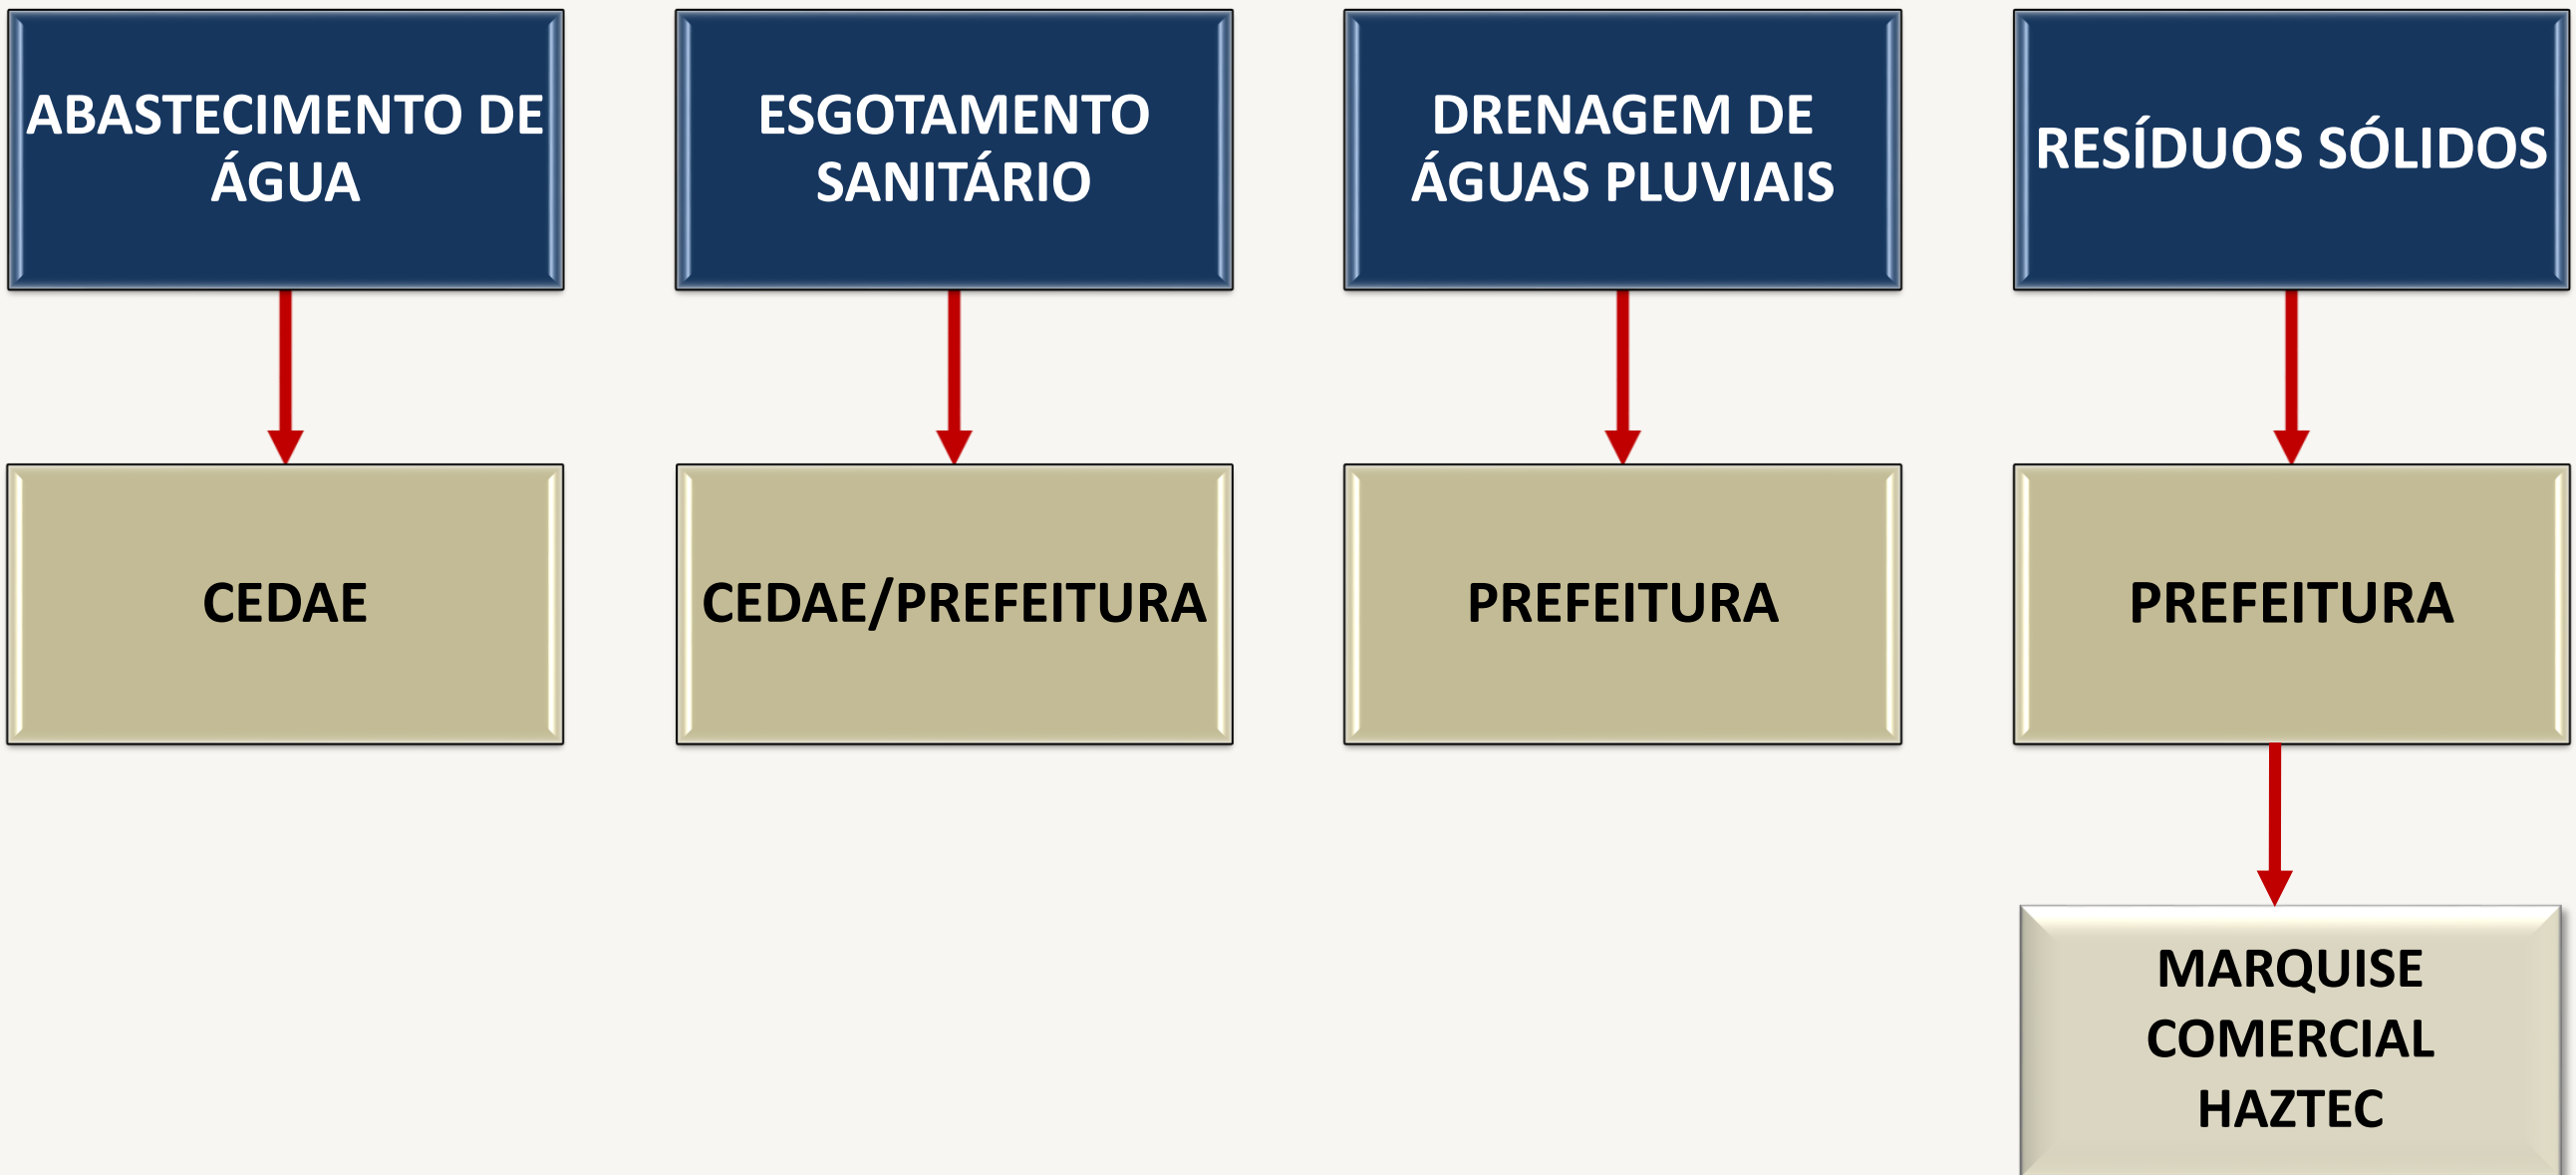 ABASTECIMENTO DE
ÁGUA
ESGOTAMENTO
SANITÁRIO
DRENAGEM DE
ÁGUAS PLUVIAIS
RESÍDUOS SÓLIDOS
CEDAE
CEDAE/PREFEITURA
PREFEITURA
PREFEITURA
MARQUISE
COMERCIAL
HAZTEC